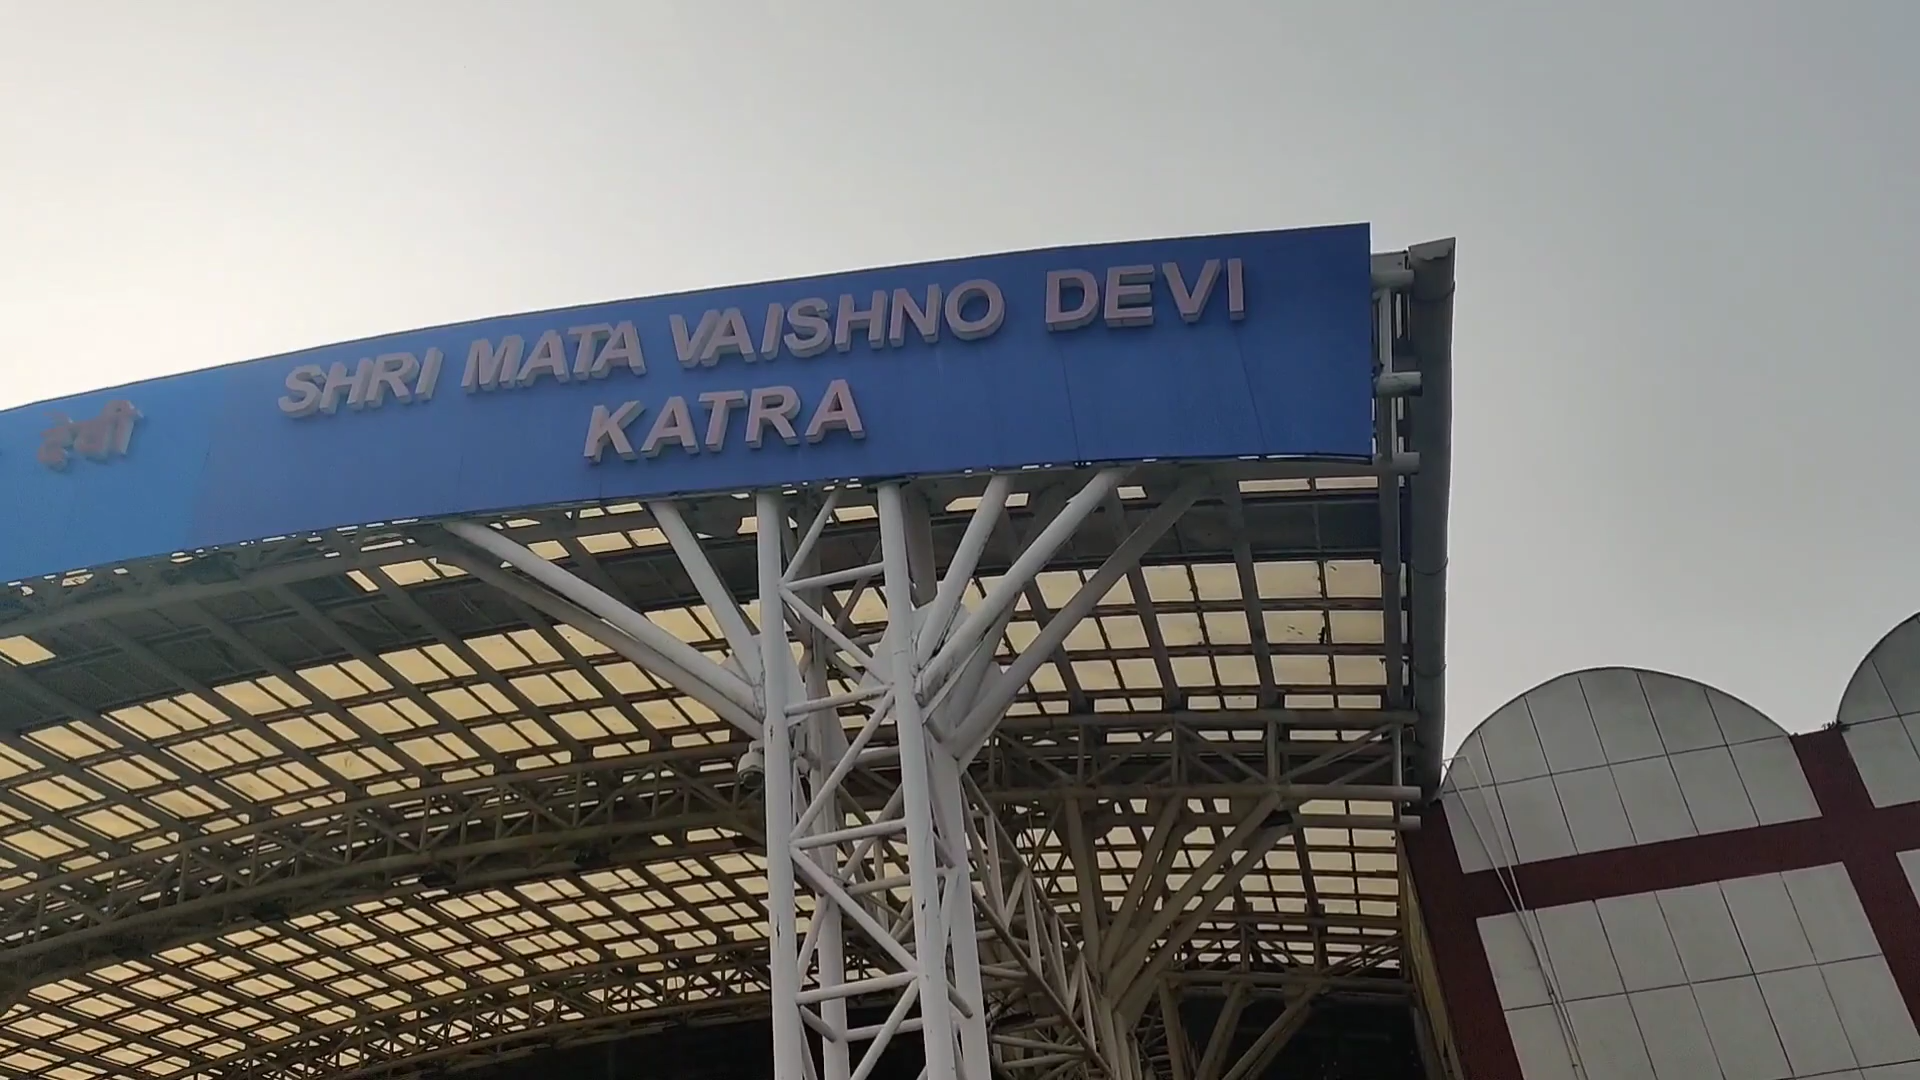 देवी
SHRI MATA VAISHNO DEVI
KATRA